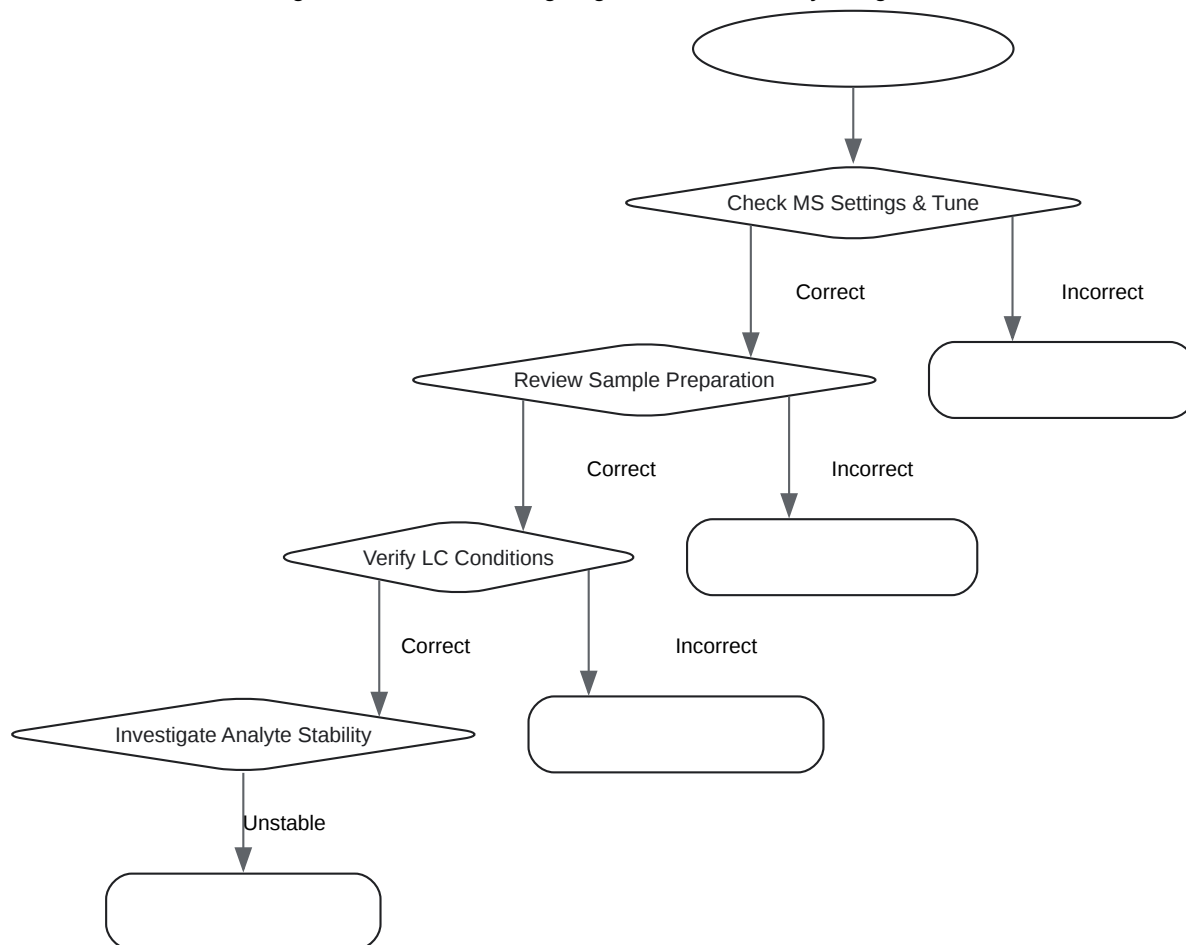 Check MS Settings & Tune
Correct
Incorrect
Review Sample Preparation
Correct
Incorrect
Verify LC Conditions
Correct
Incorrect
Investigate Analyte Stability
Unstable